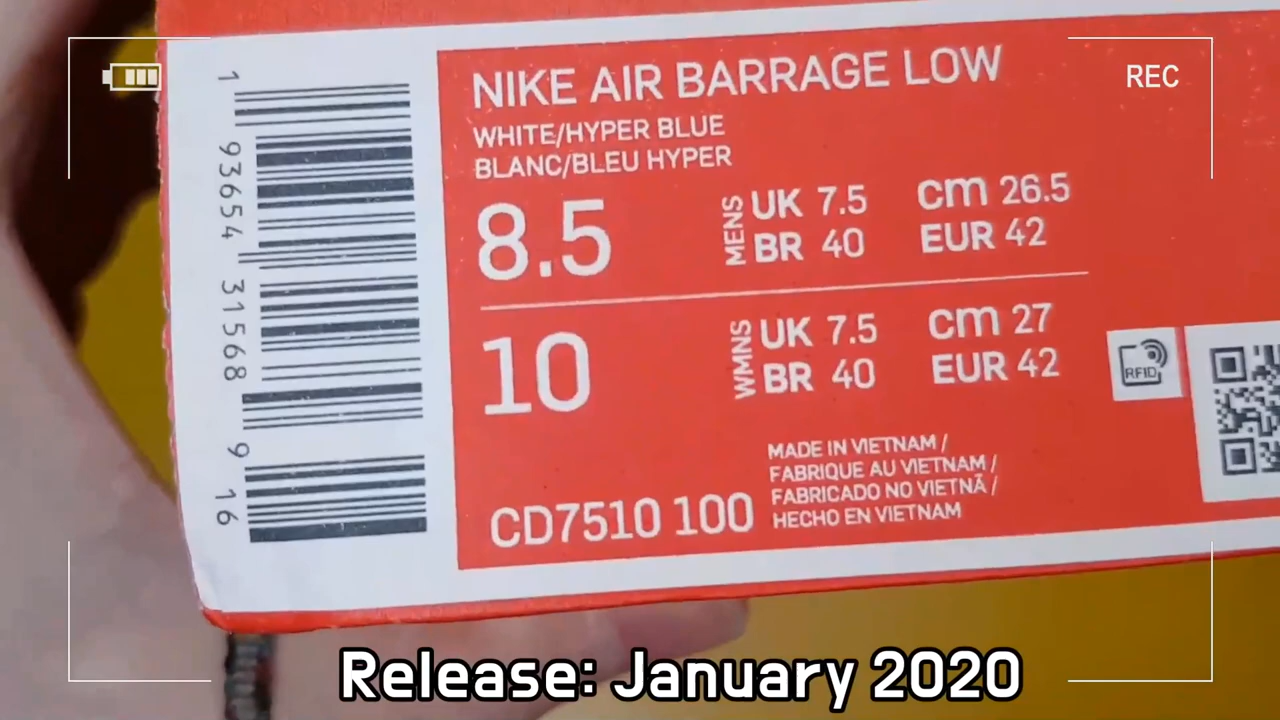 REC
NIKE AIR BARRAGE LOW
WHITE/HYPER BLUE
BLANC/BLEU HYPER
8.5 MENS UK 7.5 cm 26.5
BR 40 EUR 42
10 WMNS UK 7.5 cm 27
BR 40 EUR 42
MADE IN VIETNAM /
FABRIQUE AU VIETNAM /
FABRICADO NO VIETNÃ /
HECHO EN VIETNAM
CD7510 100
1 93654 31568 9 16
RFID
Release: January 2020